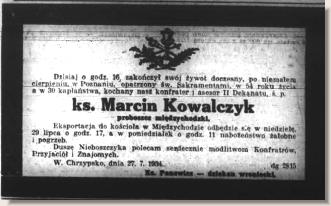 Dzisiaj o godz. 16, zakończył swój żywot doczesny, po niesłałem
cierpieniu, w Poznaniu, opatrzony św. Sakramentami, w 54 roku życia
a w 30 kapłaństwa, kochany nasz konfrater i asesor II Dekanatu, ś. p.
ks. Marcin Kowalczyk
proboszcz międzychodzki.
Eksportacja do kościoła w Międzychodzie odbędzie się w niedzielę,
29 lipca o godz. 17, a w poniedziałek o godz. 11 nabożeństwo żałobne
i pogrzeb.
Duszę Nieboszczyka polecam serdecznie modlitwom Konfratrów,
Przyjaciół i Znajomych.
W. Chrzypsko, dnia 27. 7. 1934. dg 2815
Ks. Panewicz — dziekan wroniecki.